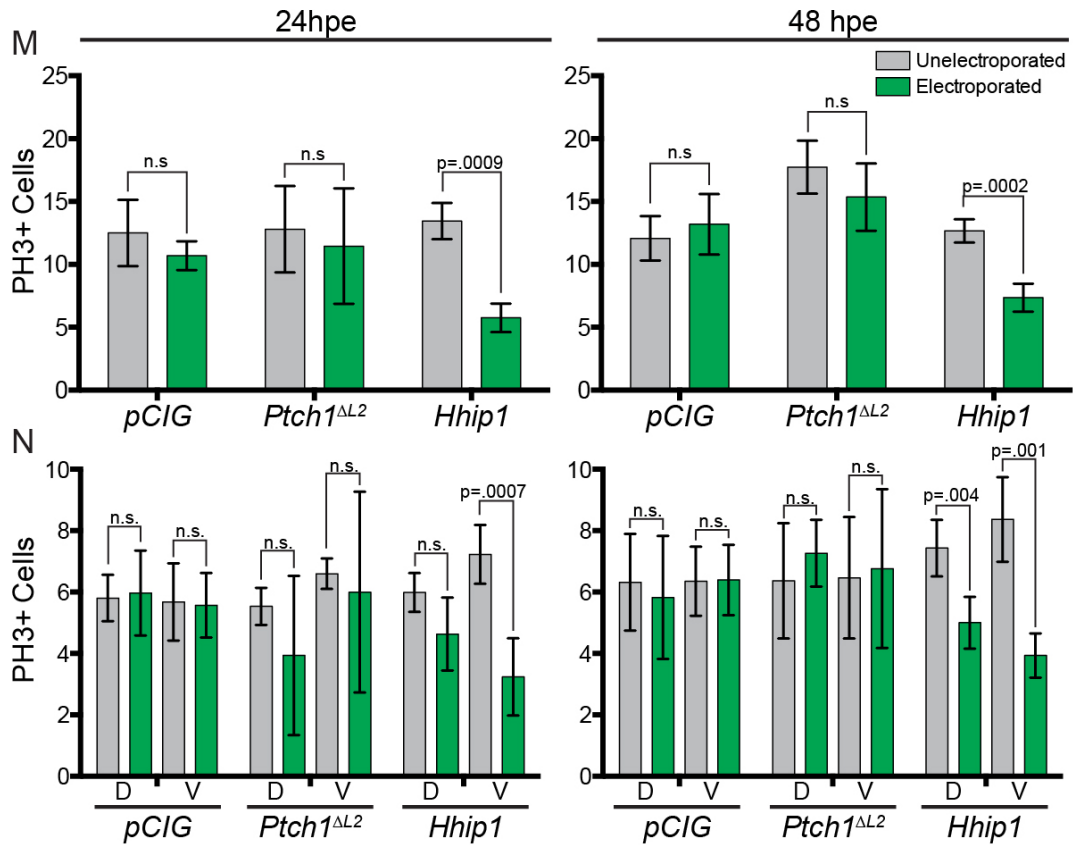 M
24hpe
48 hpe
Unelectroporated
Electroporated
PH3+ Cells
25
20
15
10
5
0
n.s
n.s
p=.0009
pCIG
Ptch1ΔL2
Hhip1
25
20
15
10
5
0
n.s
n.s
p=.0002
pCIG
Ptch1ΔL2
Hhip1
N
PH3+ Cells
10
8
6
4
2
0
n.s.
n.s.
n.s.
n.s.
n.s.
p=.0007
D
V
D
V
D
V
pCIG
Ptch1ΔL2
Hhip1
10
8
6
4
2
0
n.s.
n.s.
n.s.
n.s.
p=.004
p=.001
D
V
D
V
D
V
pCIG
Ptch1ΔL2
Hhip1